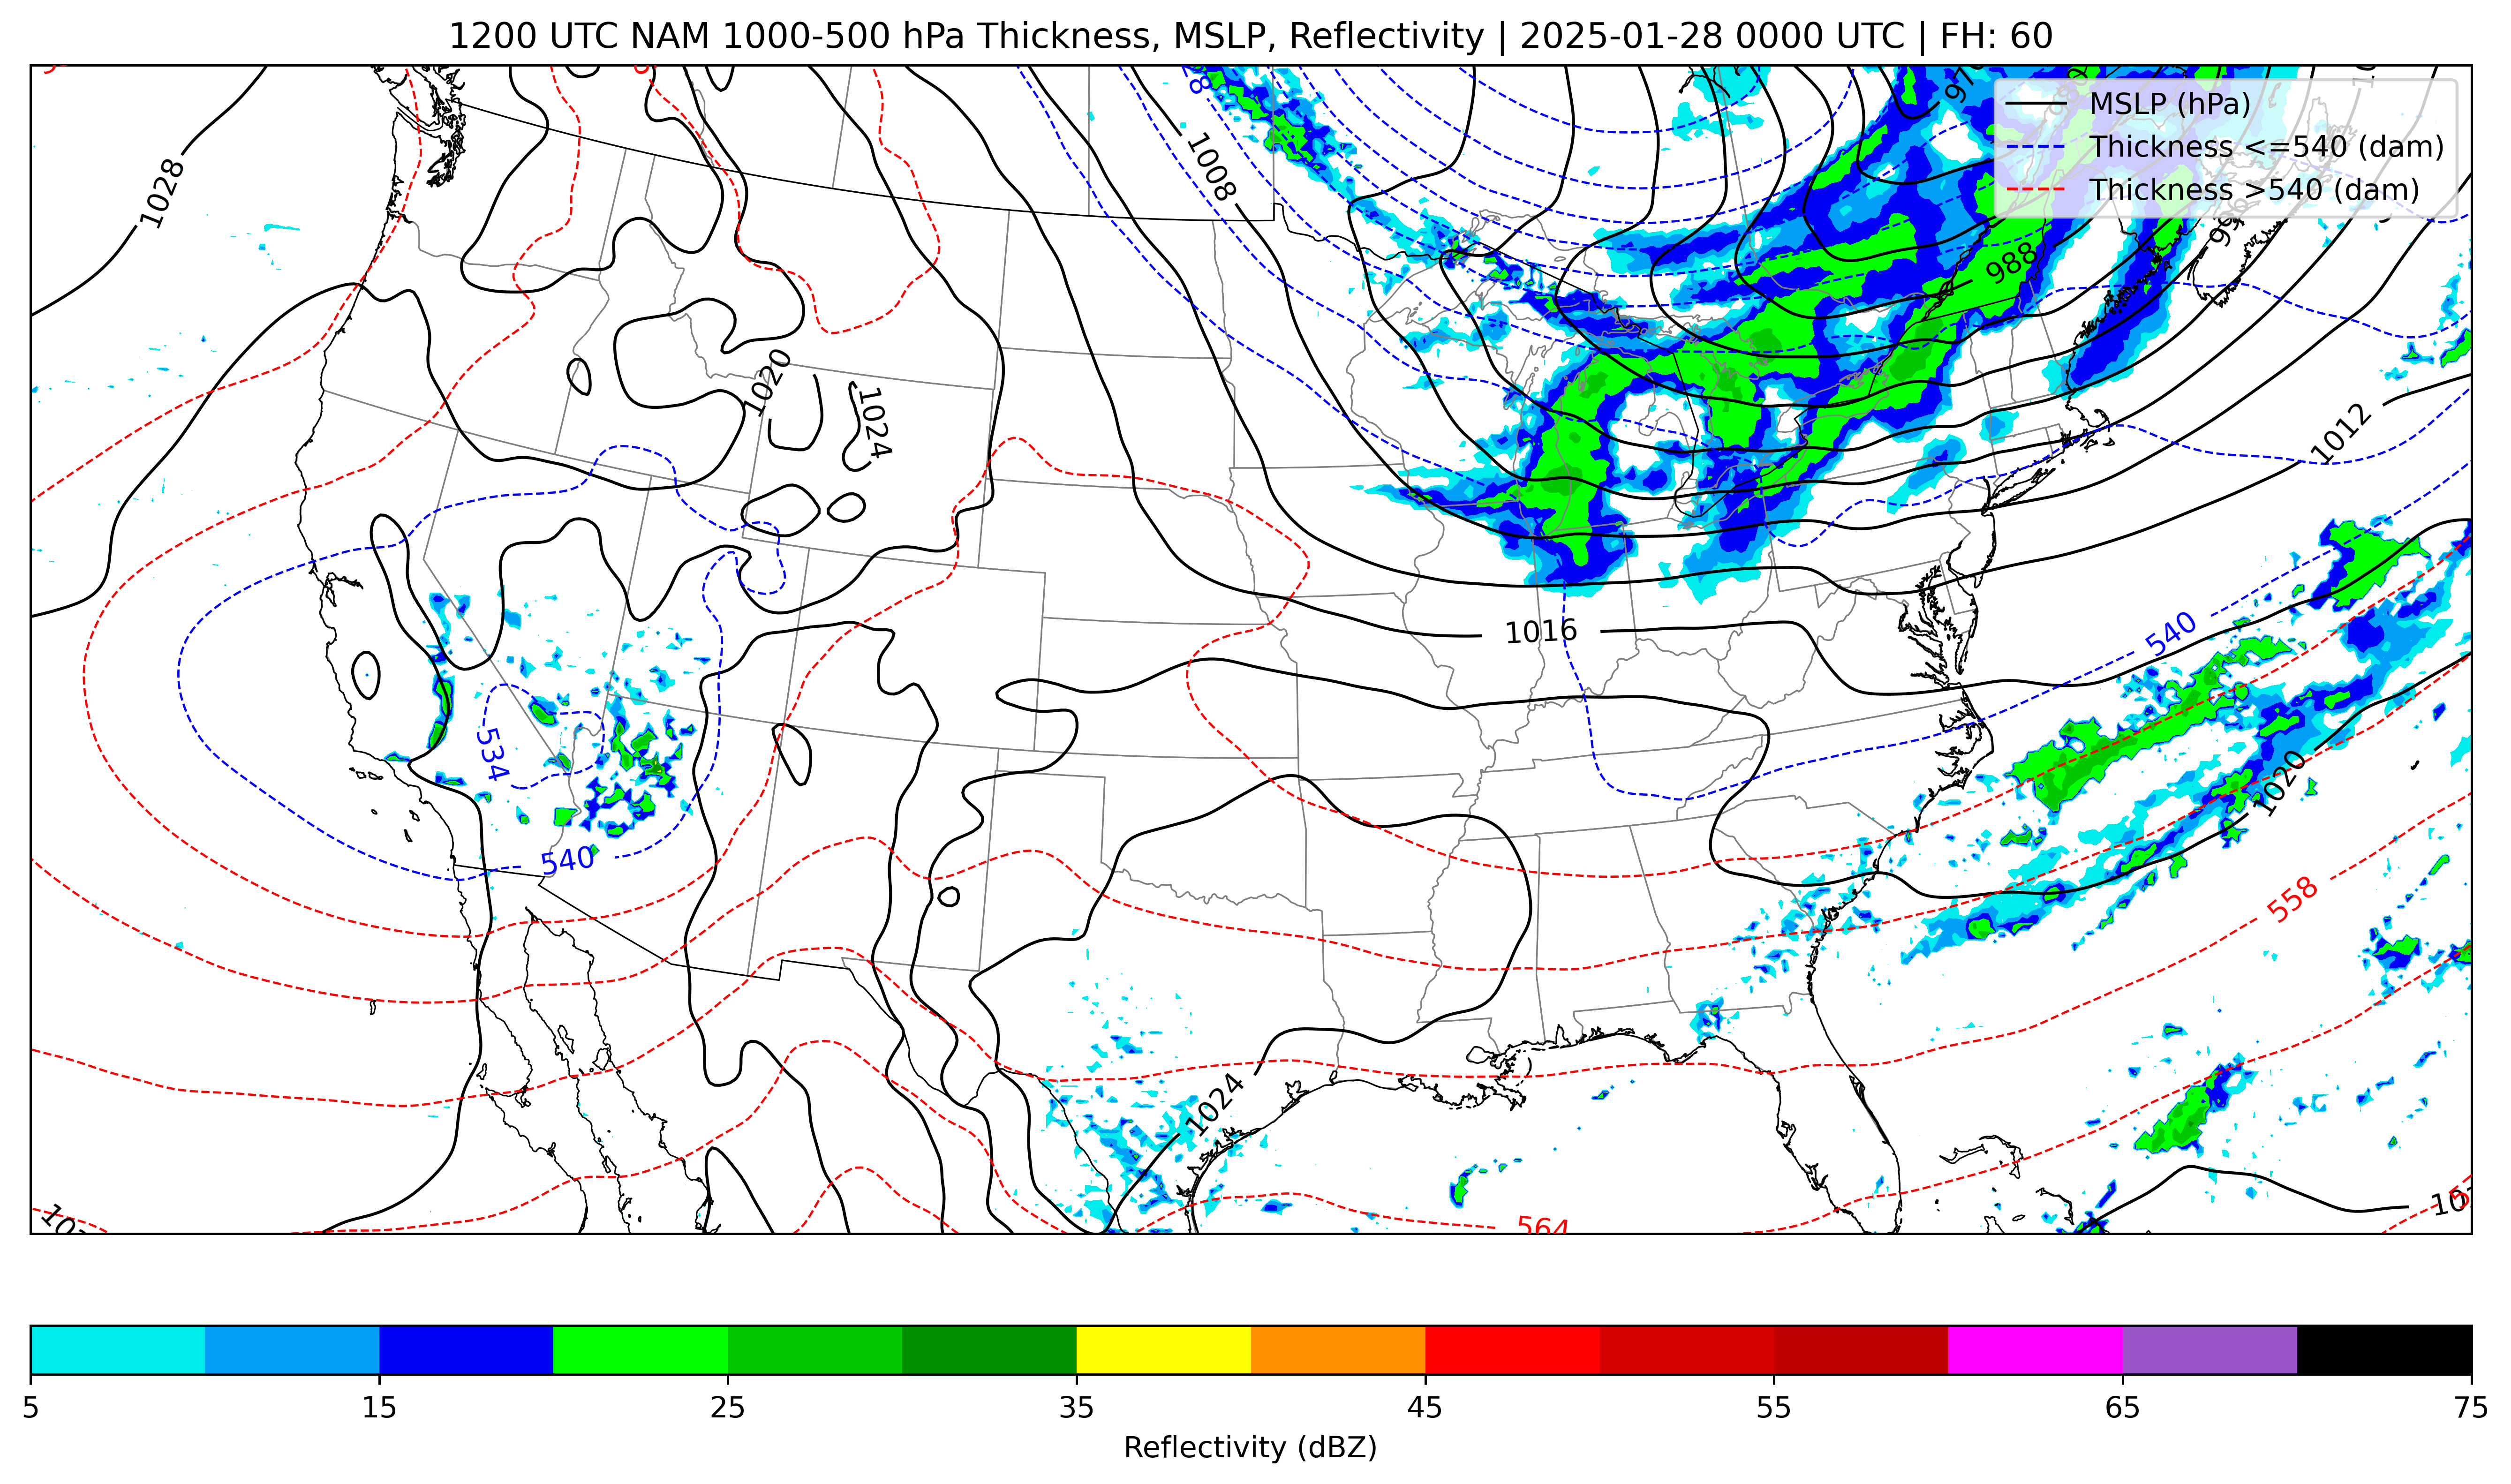 1200 UTC NAM 1000-500 hPa Thickness, MSLP, Reflectivity | 2025-01-28 0000 UTC | FH: 60
MSLP (hPa)
Thickness <=540 (dam)
Thickness >540 (dam)
1028
1008
988
1020
1024
1012
1016
540
534
540
1020
558
1024
564
5 15 25 35 45 55 65 75
Reflectivity (dBZ)